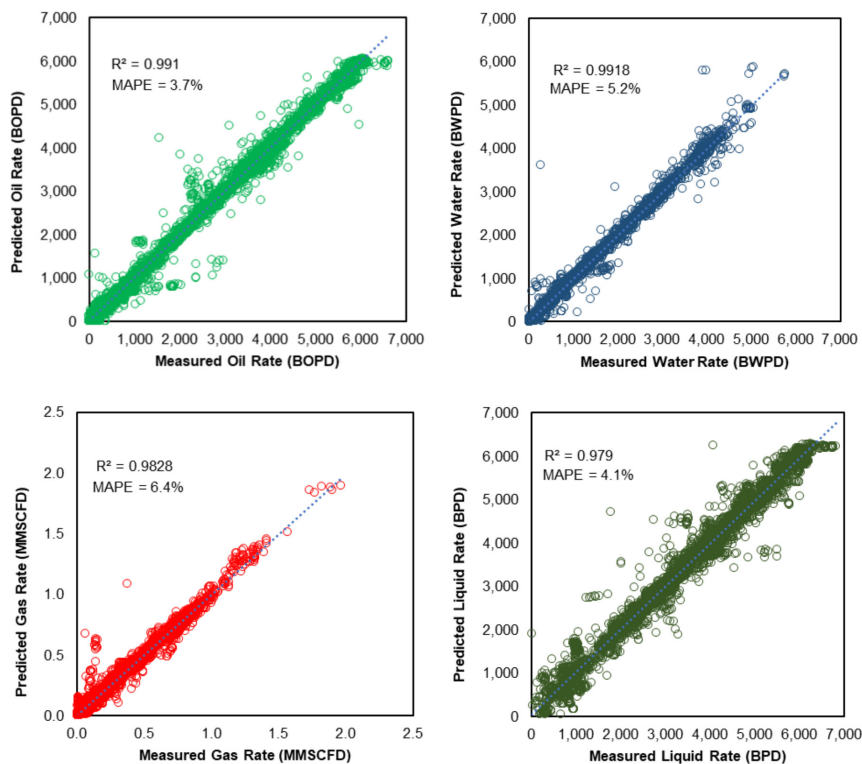 7,000
6,000
5,000
4,000
3,000
2,000
1,000
0
Predicted Oil Rate (BOPD)
R² = 0.991
MAPE = 3.7%
0 1,000 2,000 3,000 4,000 5,000 6,000 7,000
Measured Oil Rate (BOPD)
7,000
6,000
5,000
4,000
3,000
2,000
1,000
0
Predicted Water Rate (BWPD)
R² = 0.9918
MAPE = 5.2%
0 1,000 2,000 3,000 4,000 5,000 6,000 7,000
Measured Water Rate (BWPD)
2.5
2.0
1.5
1.0
0.5
0.0
Predicted Gas Rate (MMSCFD)
R² = 0.9828
MAPE = 6.4%
0.0 0.5 1.0 1.5 2.0 2.5
Measured Gas Rate (MMSCFD)
7,000
6,000
5,000
4,000
3,000
2,000
1,000
0
Predicted Liquid Rate (BPD)
R² = 0.979
MAPE = 4.1%
0 1,000 2,000 3,000 4,000 5,000 6,000 7,000
Measured Liquid Rate (BPD)